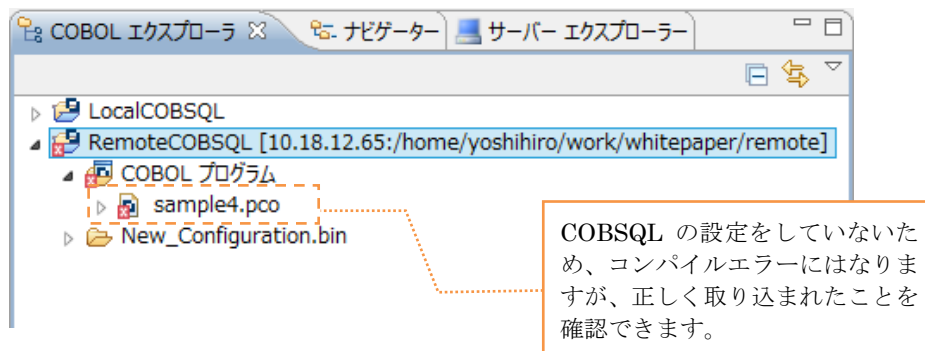 COBOL エクスプローラ ナビゲーター サーバー エクスプローラー
LocalCOBSQL
RemoteCOBSQL [10.18.12.65:/home/yoshihiro/work/whitepaper/remote]
COBOL プログラム
sample4.pco
New_Configuration.bin
COBSQL の設定をしていないた
め、コンパイルエラーにはなりま
すが、正しく取り込まれたことを
確認できます。